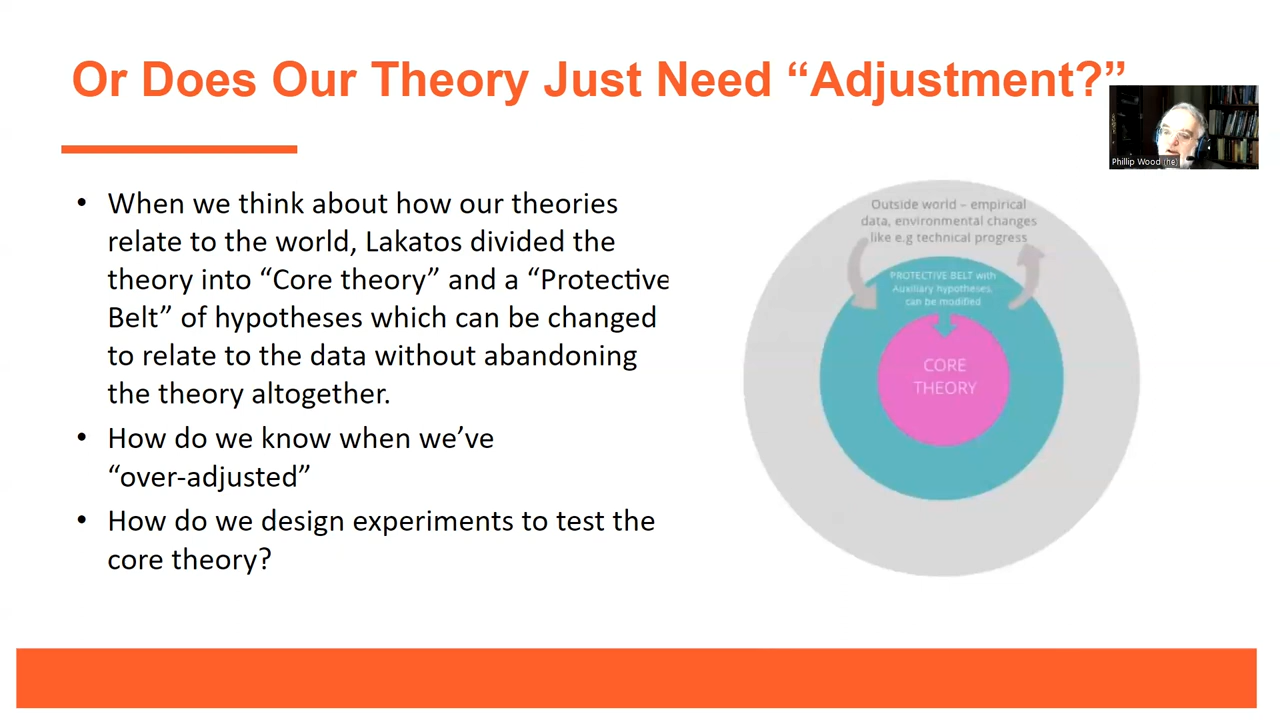 Or Does Our Theory Just Need “Adjustment?”
Phillip Wood (he)
• When we think about how our theories
relate to the world, Lakatos divided the
theory into “Core theory” and a “Protective
Belt” of hypotheses which can be changed
to relate to the data without abandoning
the theory altogether.
• How do we know when we’ve
“over-adjusted”
• How do we design experiments to test the
core theory?
Outside world – empirical
data, environmental changes
like e.g technical progress
PROTECTIVE BELT with
Auxiliary hypotheses,
can be modified
CORE
THEORY